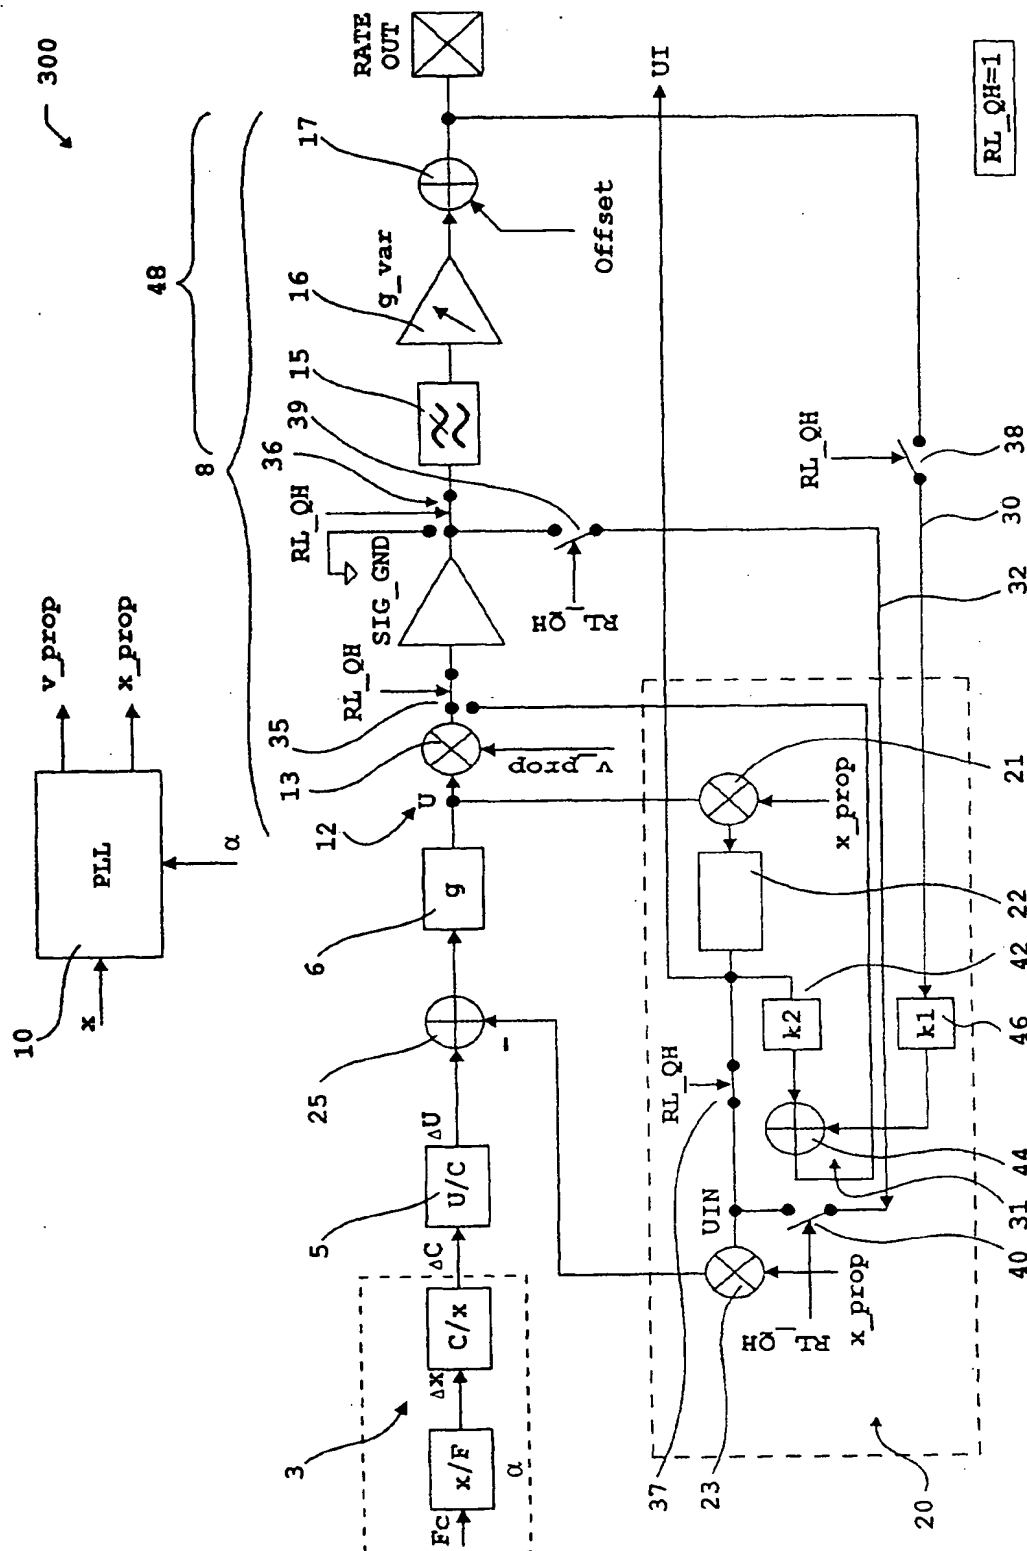 300
48
8
RATE
OUT
17
Offset
g_var
16
15
39
36
RL_QH
SIG_GND
RL_QH
RL_QH
35
13
v_prop
12
U
g
6
25
-
ΔU
U/C
5
ΔC
C/x
Δx
x/F
Fc
α
3
v_prop
x_prop
PLL
α
10
x
UI
RL_QH=1
RL_QH
38
30
32
21
x_prop
22
42
k2
k1
46
44
31
40
RL_QH
UIN
37
23
RL_QH
x_prop
20